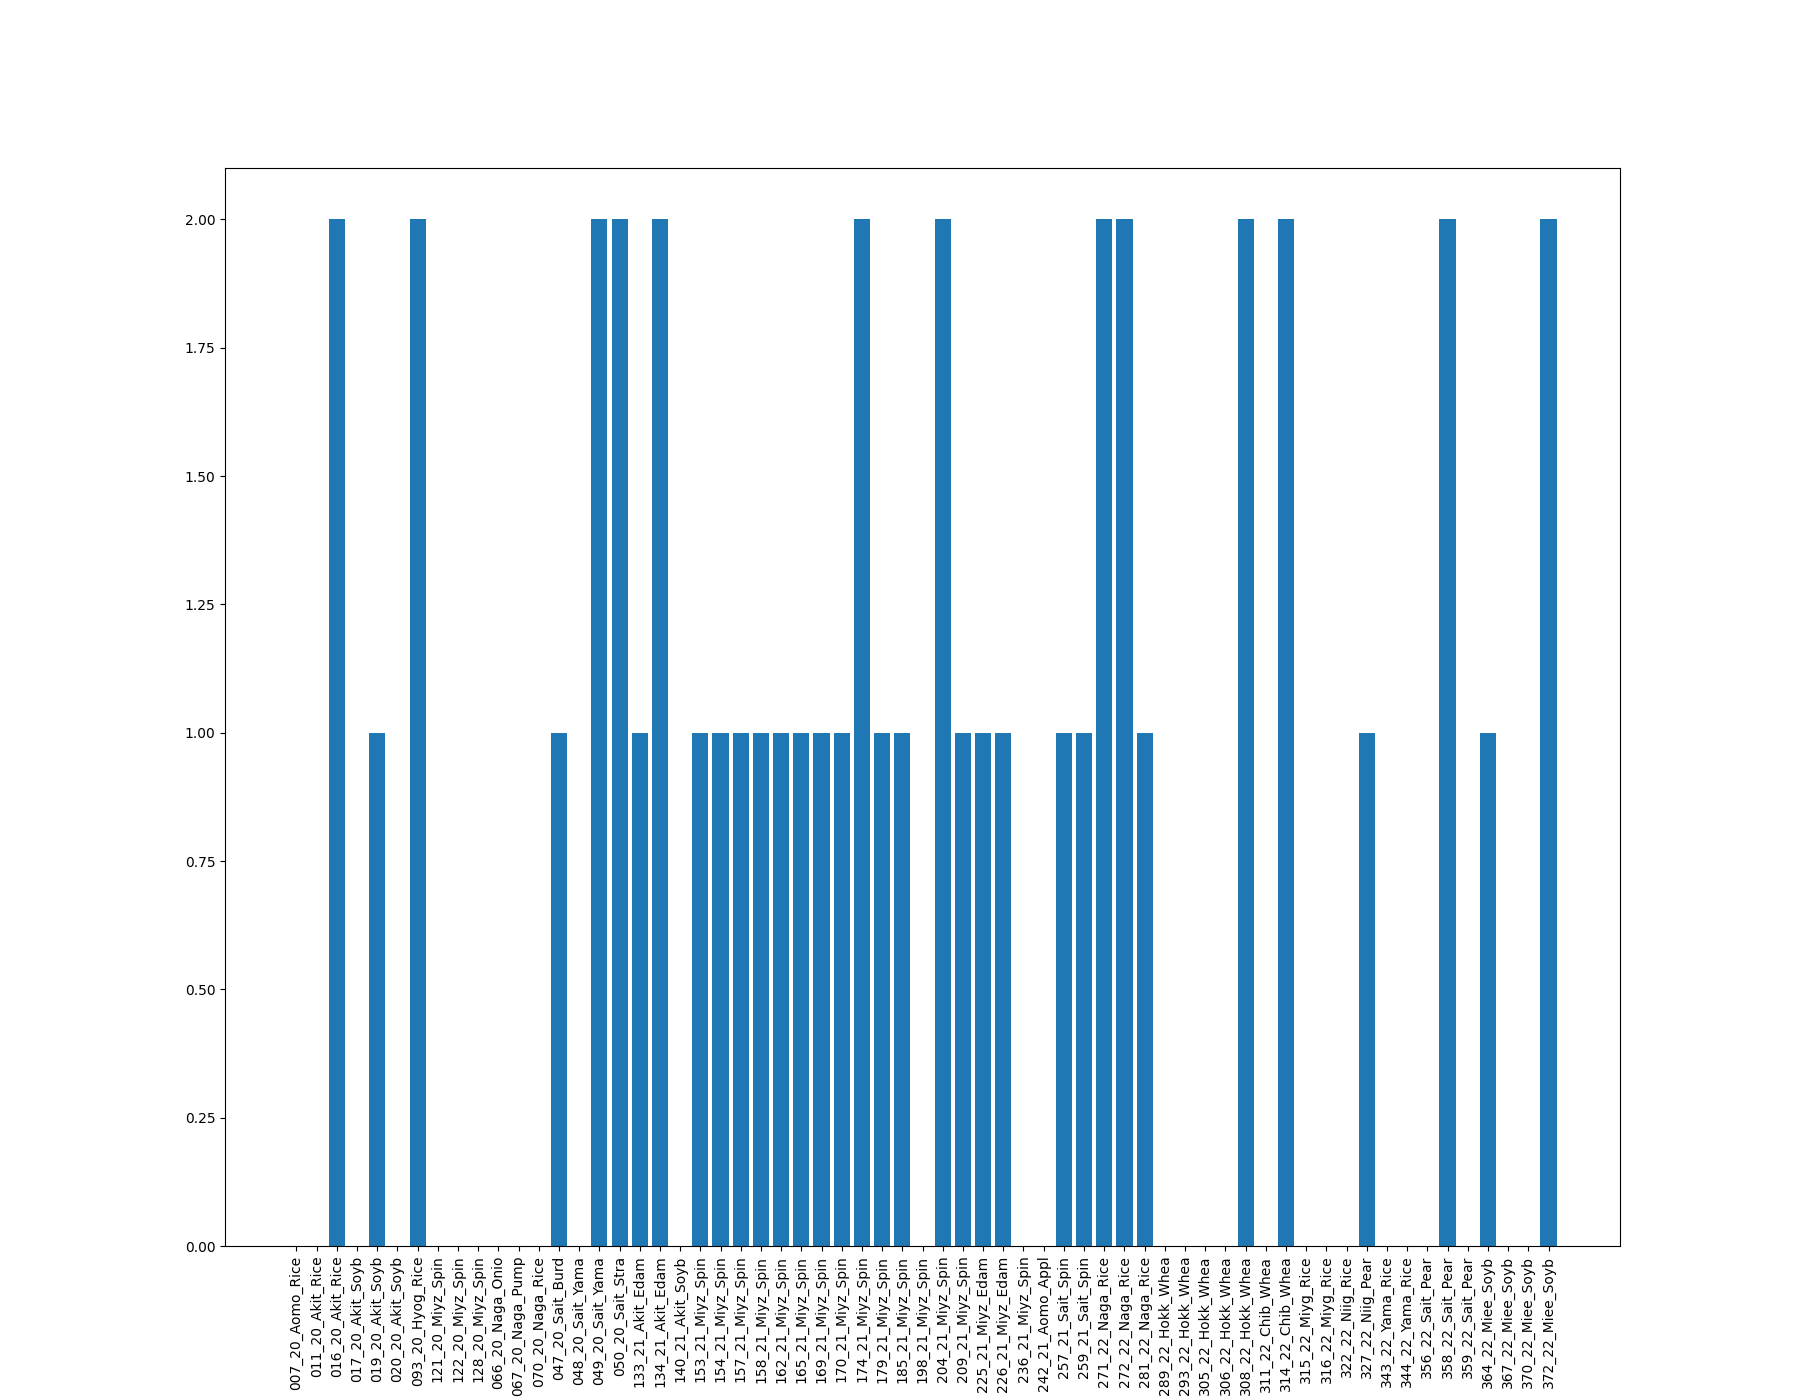 2.00
1.75
1.50
1.25
1.00
0.75
0.50
0.25
0.00
007_20_Aomo_Rice
011_20_Akit_Rice
016_20_Akit_Rice
017_20_Akit_Soyb
019_20_Akit_Soyb
020_20_Akit_Soyb
093_20_Hyog_Rice
121_20_Miyz_Spin
122_20_Miyz_Spin
128_20_Miyz_Spin
066_20_Naga_Onio
067_20_Naga_Pump
070_20_Naga_Rice
047_20_Sait_Burd
048_20_Sait_Yama
049_20_Sait_Yama
050_20_Sait_Stra
133_21_Akit_Edam
134_21_Akit_Edam
140_21_Akit_Soyb
153_21_Miyz_Spin
154_21_Miyz_Spin
157_21_Miyz_Spin
158_21_Miyz_Spin
162_21_Miyz_Spin
165_21_Miyz_Spin
169_21_Miyz_Spin
170_21_Miyz_Spin
174_21_Miyz_Spin
179_21_Miyz_Spin
185_21_Miyz_Spin
198_21_Miyz_Spin
204_21_Miyz_Spin
209_21_Miyz_Spin
225_21_Miyz_Edam
226_21_Miyz_Edam
236_21_Miyz_Spin
242_21_Aomo_Appl
257_21_Sait_Spin
259_21_Sait_Spin
271_22_Naga_Rice
272_22_Naga_Rice
281_22_Naga_Rice
289_22_Hokk_Whea
293_22_Hokk_Whea
305_22_Hokk_Whea
306_22_Hokk_Whea
308_22_Hokk_Whea
311_22_Chib_Whea
314_22_Chib_Whea
315_22_Miyg_Rice
316_22_Miyg_Rice
322_22_Niig_Rice
327_22_Niig_Pear
343_22_Yama_Rice
344_22_Yama_Rice
356_22_Sait_Pear
358_22_Sait_Pear
359_22_Sait_Pear
364_22_Miee_Soyb
367_22_Miee_Soyb
370_22_Miee_Soyb
372_22_Miee_Soyb